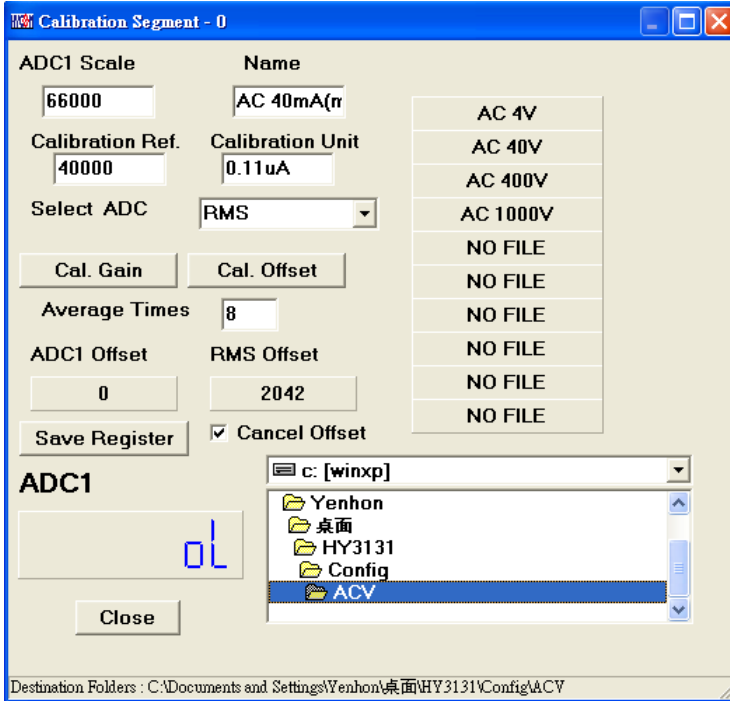 Calibration Segment - 0
ADC1 Scale
Name
66000
AC 40mA(n
Calibration Ref.
Calibration Unit
40000
0.11uA
Select ADC
RMS
Cal. Gain
Cal. Offset
Average Times
8
ADC1 Offset
RMS Offset
0
2042
Save Register
Cancel Offset
AC 4V
AC 40V
AC 400V
AC 1000V
NO FILE
NO FILE
NO FILE
NO FILE
NO FILE
NO FILE
ADC1
oL
Close
c: [winxp]
Yenhon
桌面
HY3131
Config
ACV
Destination Folders : C:\Documents and Settings\Yenhon\桌面\HY3131\Config\ACV